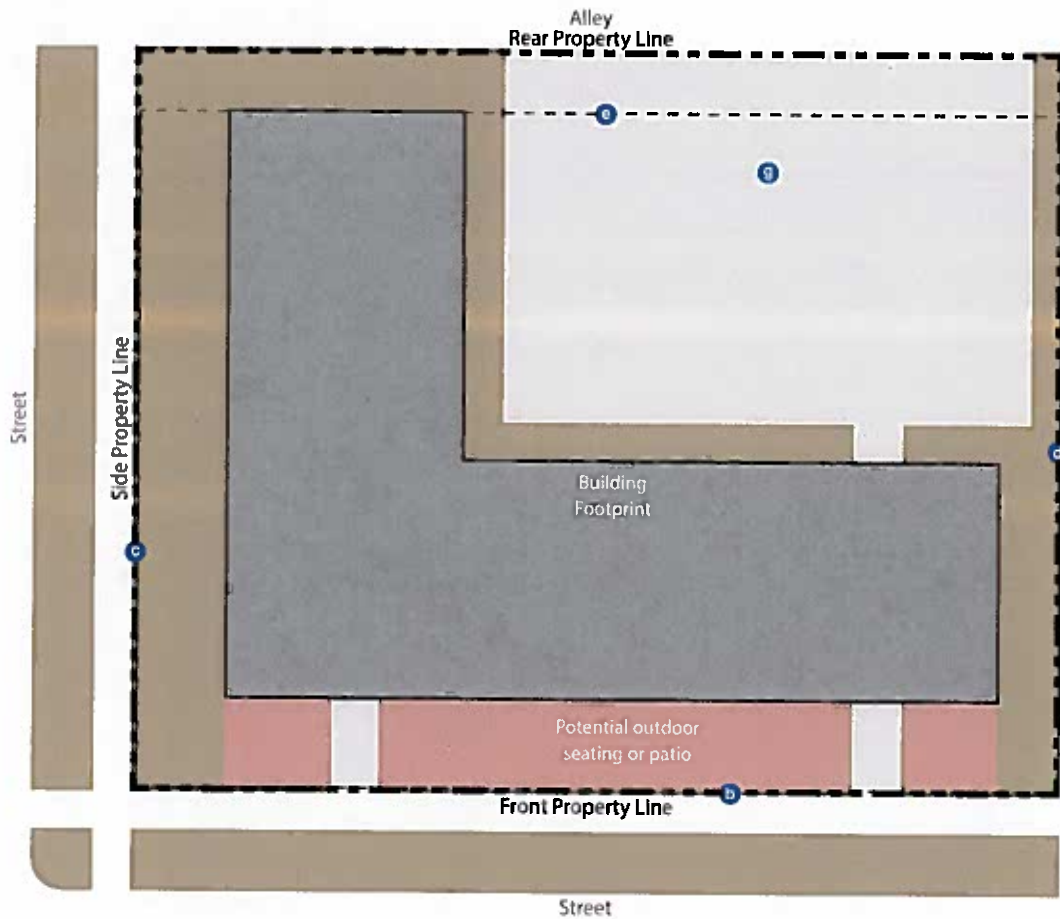 Alley
Rear Property Line
e
g
Side Property Line
Street
Building
Footprint
c
Potential outdoor
seating or patio
b
Front Property Line
Street